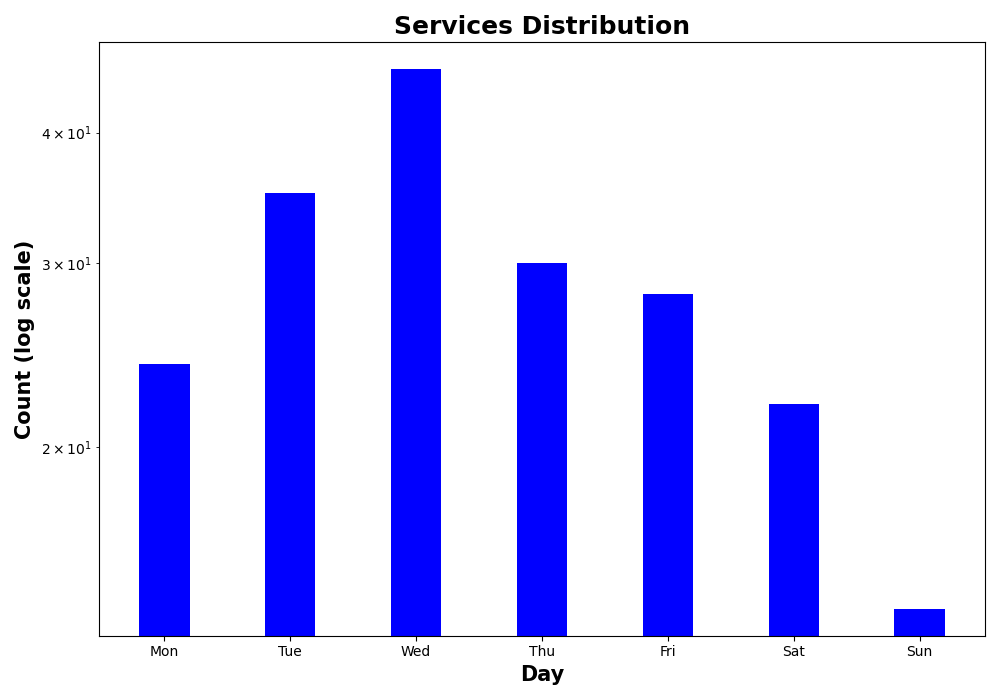 Services Distribution
Count (log scale)
4 × 10¹
3 × 10¹
2 × 10¹
Mon Tue Wed Thu Fri Sat Sun
Day